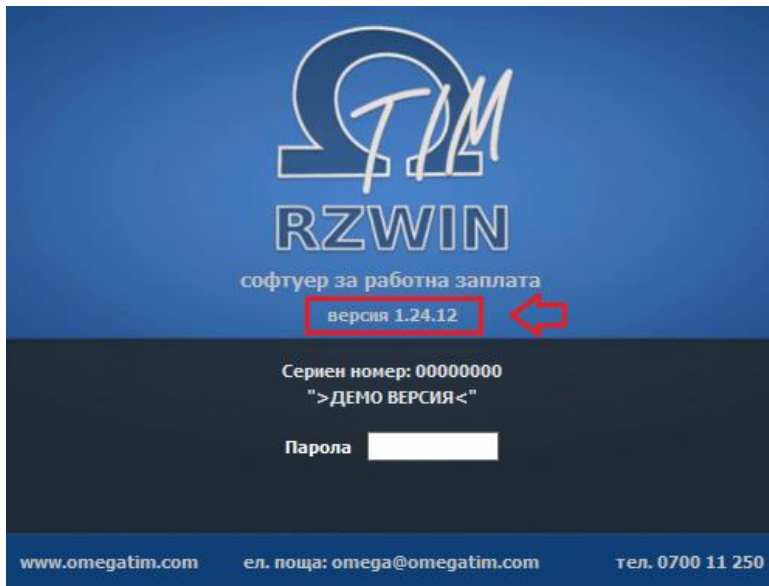 TIM
RZWIN
софтуер за работна заплата
версия 1.24.12
Сериен номер: 00000000
">ДЕМО ВЕРСИЯ<"
Парола
www.omegatim.com ел. поща: omega@omegatim.com тел. 0700 11 250